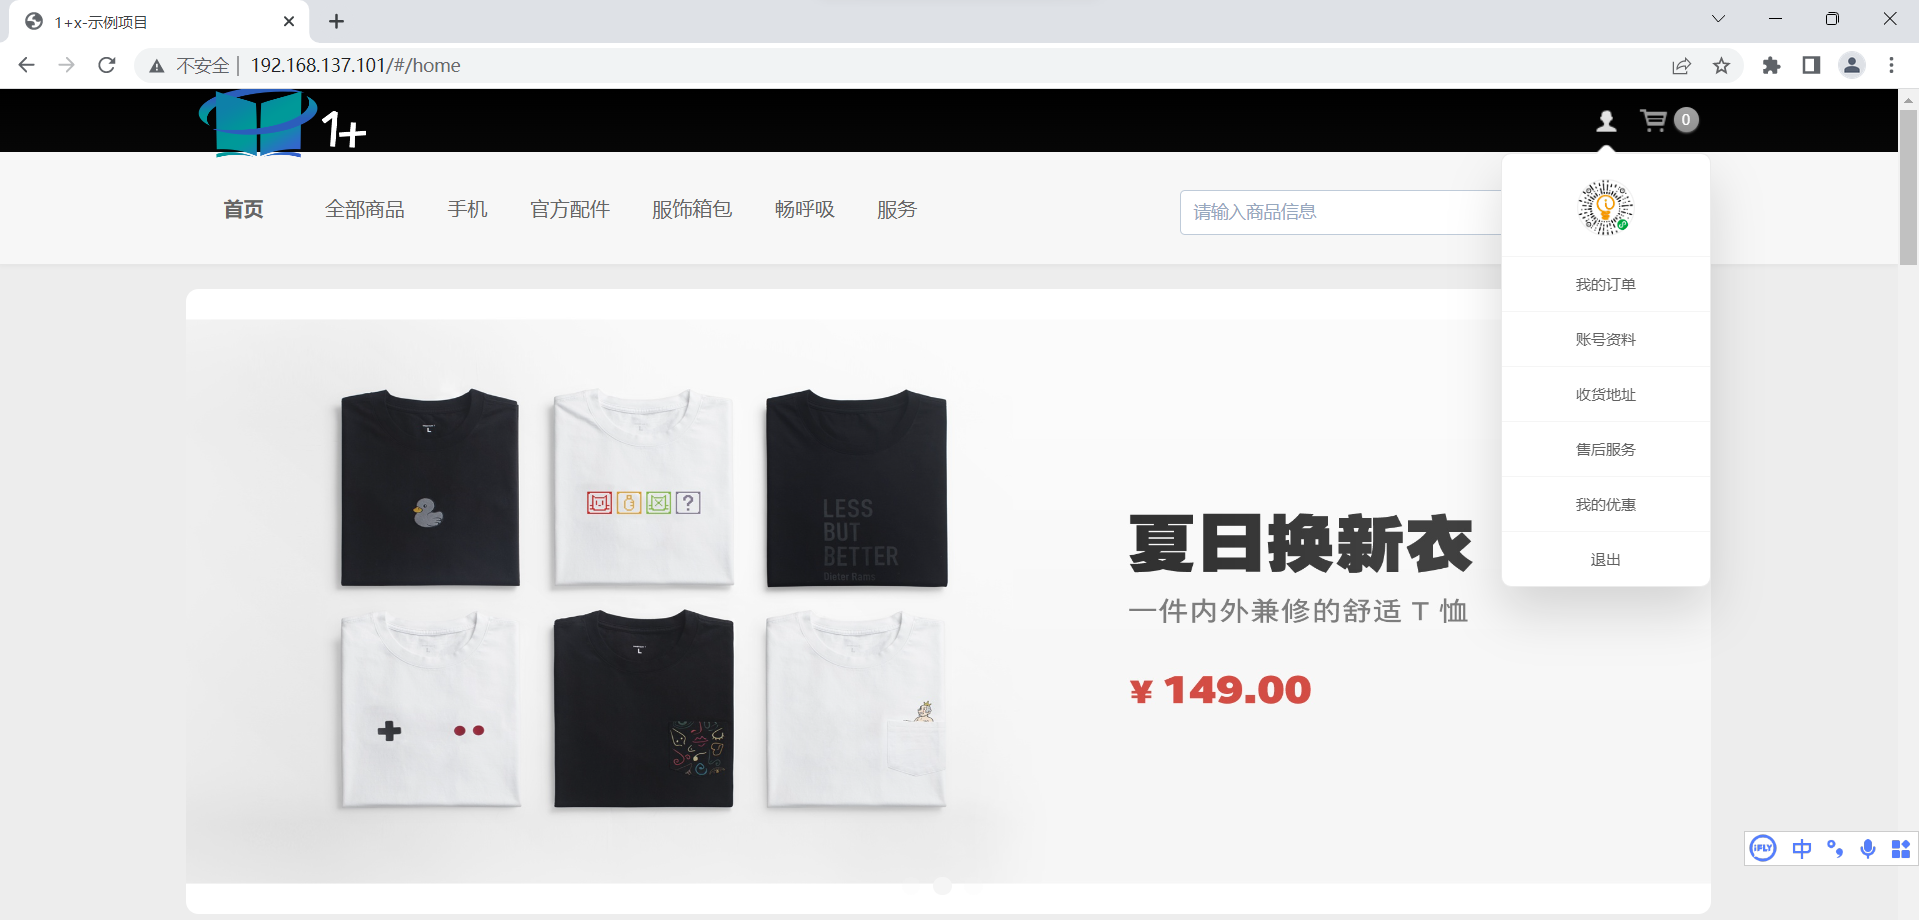 1+x-示例项目
不安全 | 192.168.137.101/#/home
1+
0
首页 全部商品 手机 官方配件 服饰箱包 畅呼吸 服务
请输入商品信息
我的订单
账号资料
收货地址
售后服务
我的优惠
退出
L
LESS
BUT
BETTER
Dieter Rams
?
夏日换新衣
一件内外兼修的舒适 T 恤
¥ 149.00
L
iFLY 中